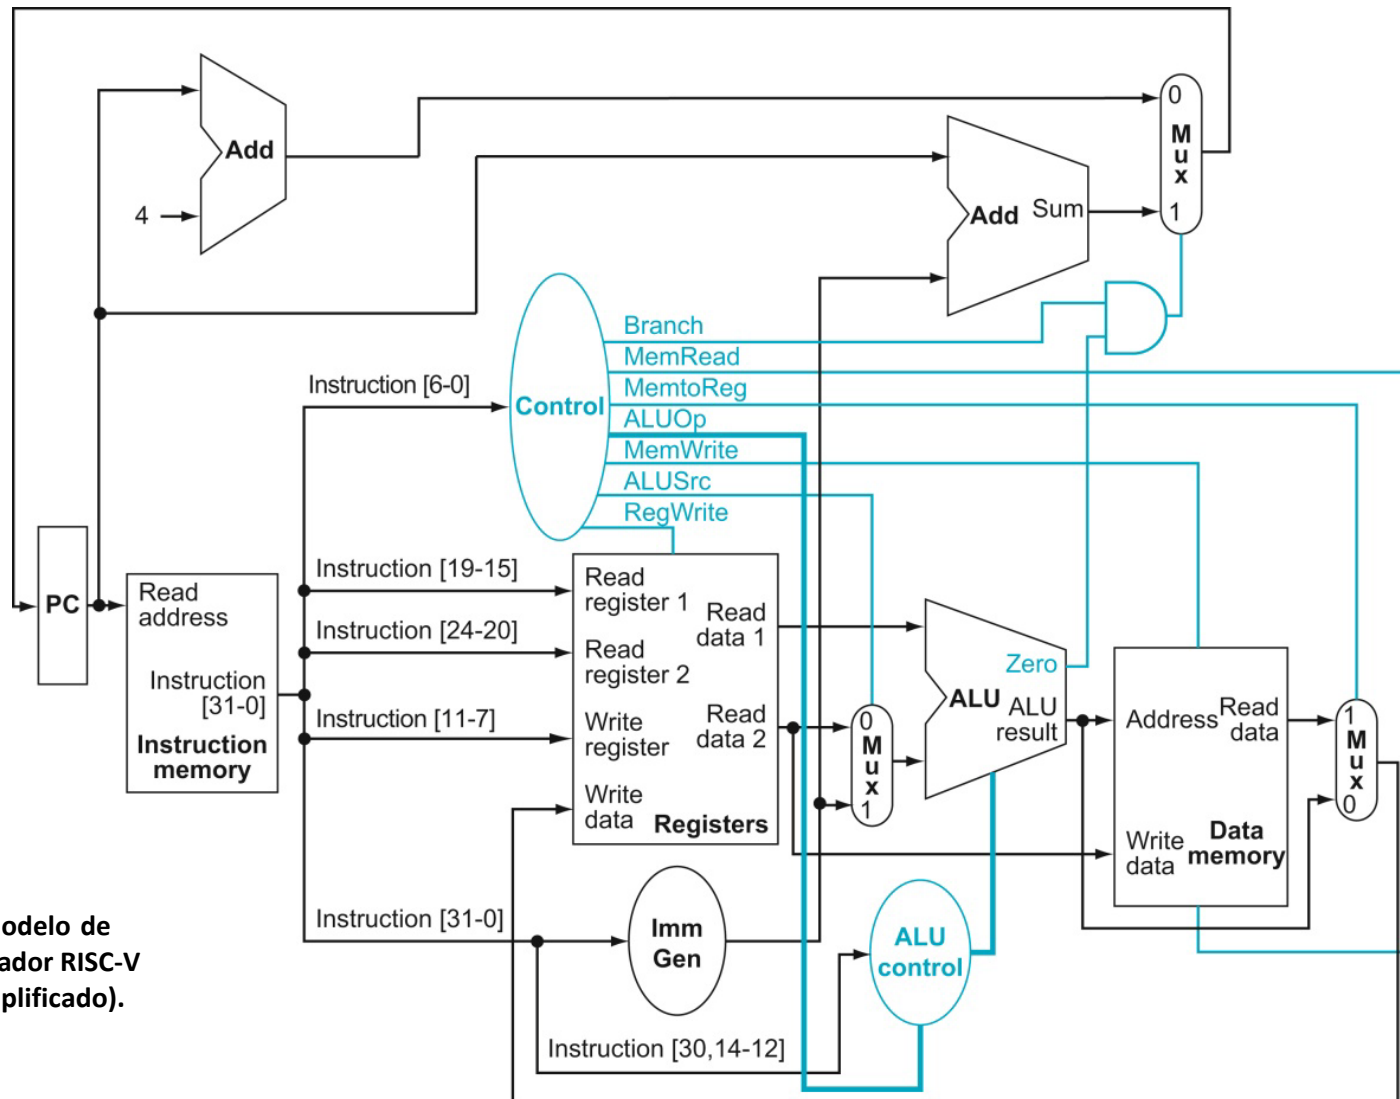 Add
4
Add Sum
0
Mux
1
Branch
MemRead
MemtoReg
ALUOp
MemWrite
ALUSrc
RegWrite
Control
Instruction [6-0]
Instruction [19-15]
Instruction [24-20]
Instruction [11-7]
Instruction [31-0]
Instruction [30,14-12]
PC
Read
address
Instruction
[31-0]
Instruction
memory
Read
register 1
Read
register 2
Write
register
Write
data
Read
data 1
Read
data 2
Registers
0
Mux
1
Zero
ALU
ALU
result
Address
Read
data
Write
data
Data
memory
1
Mux
0
Imm
Gen
ALU
control
odelo de
ador RISC-V
plificado).